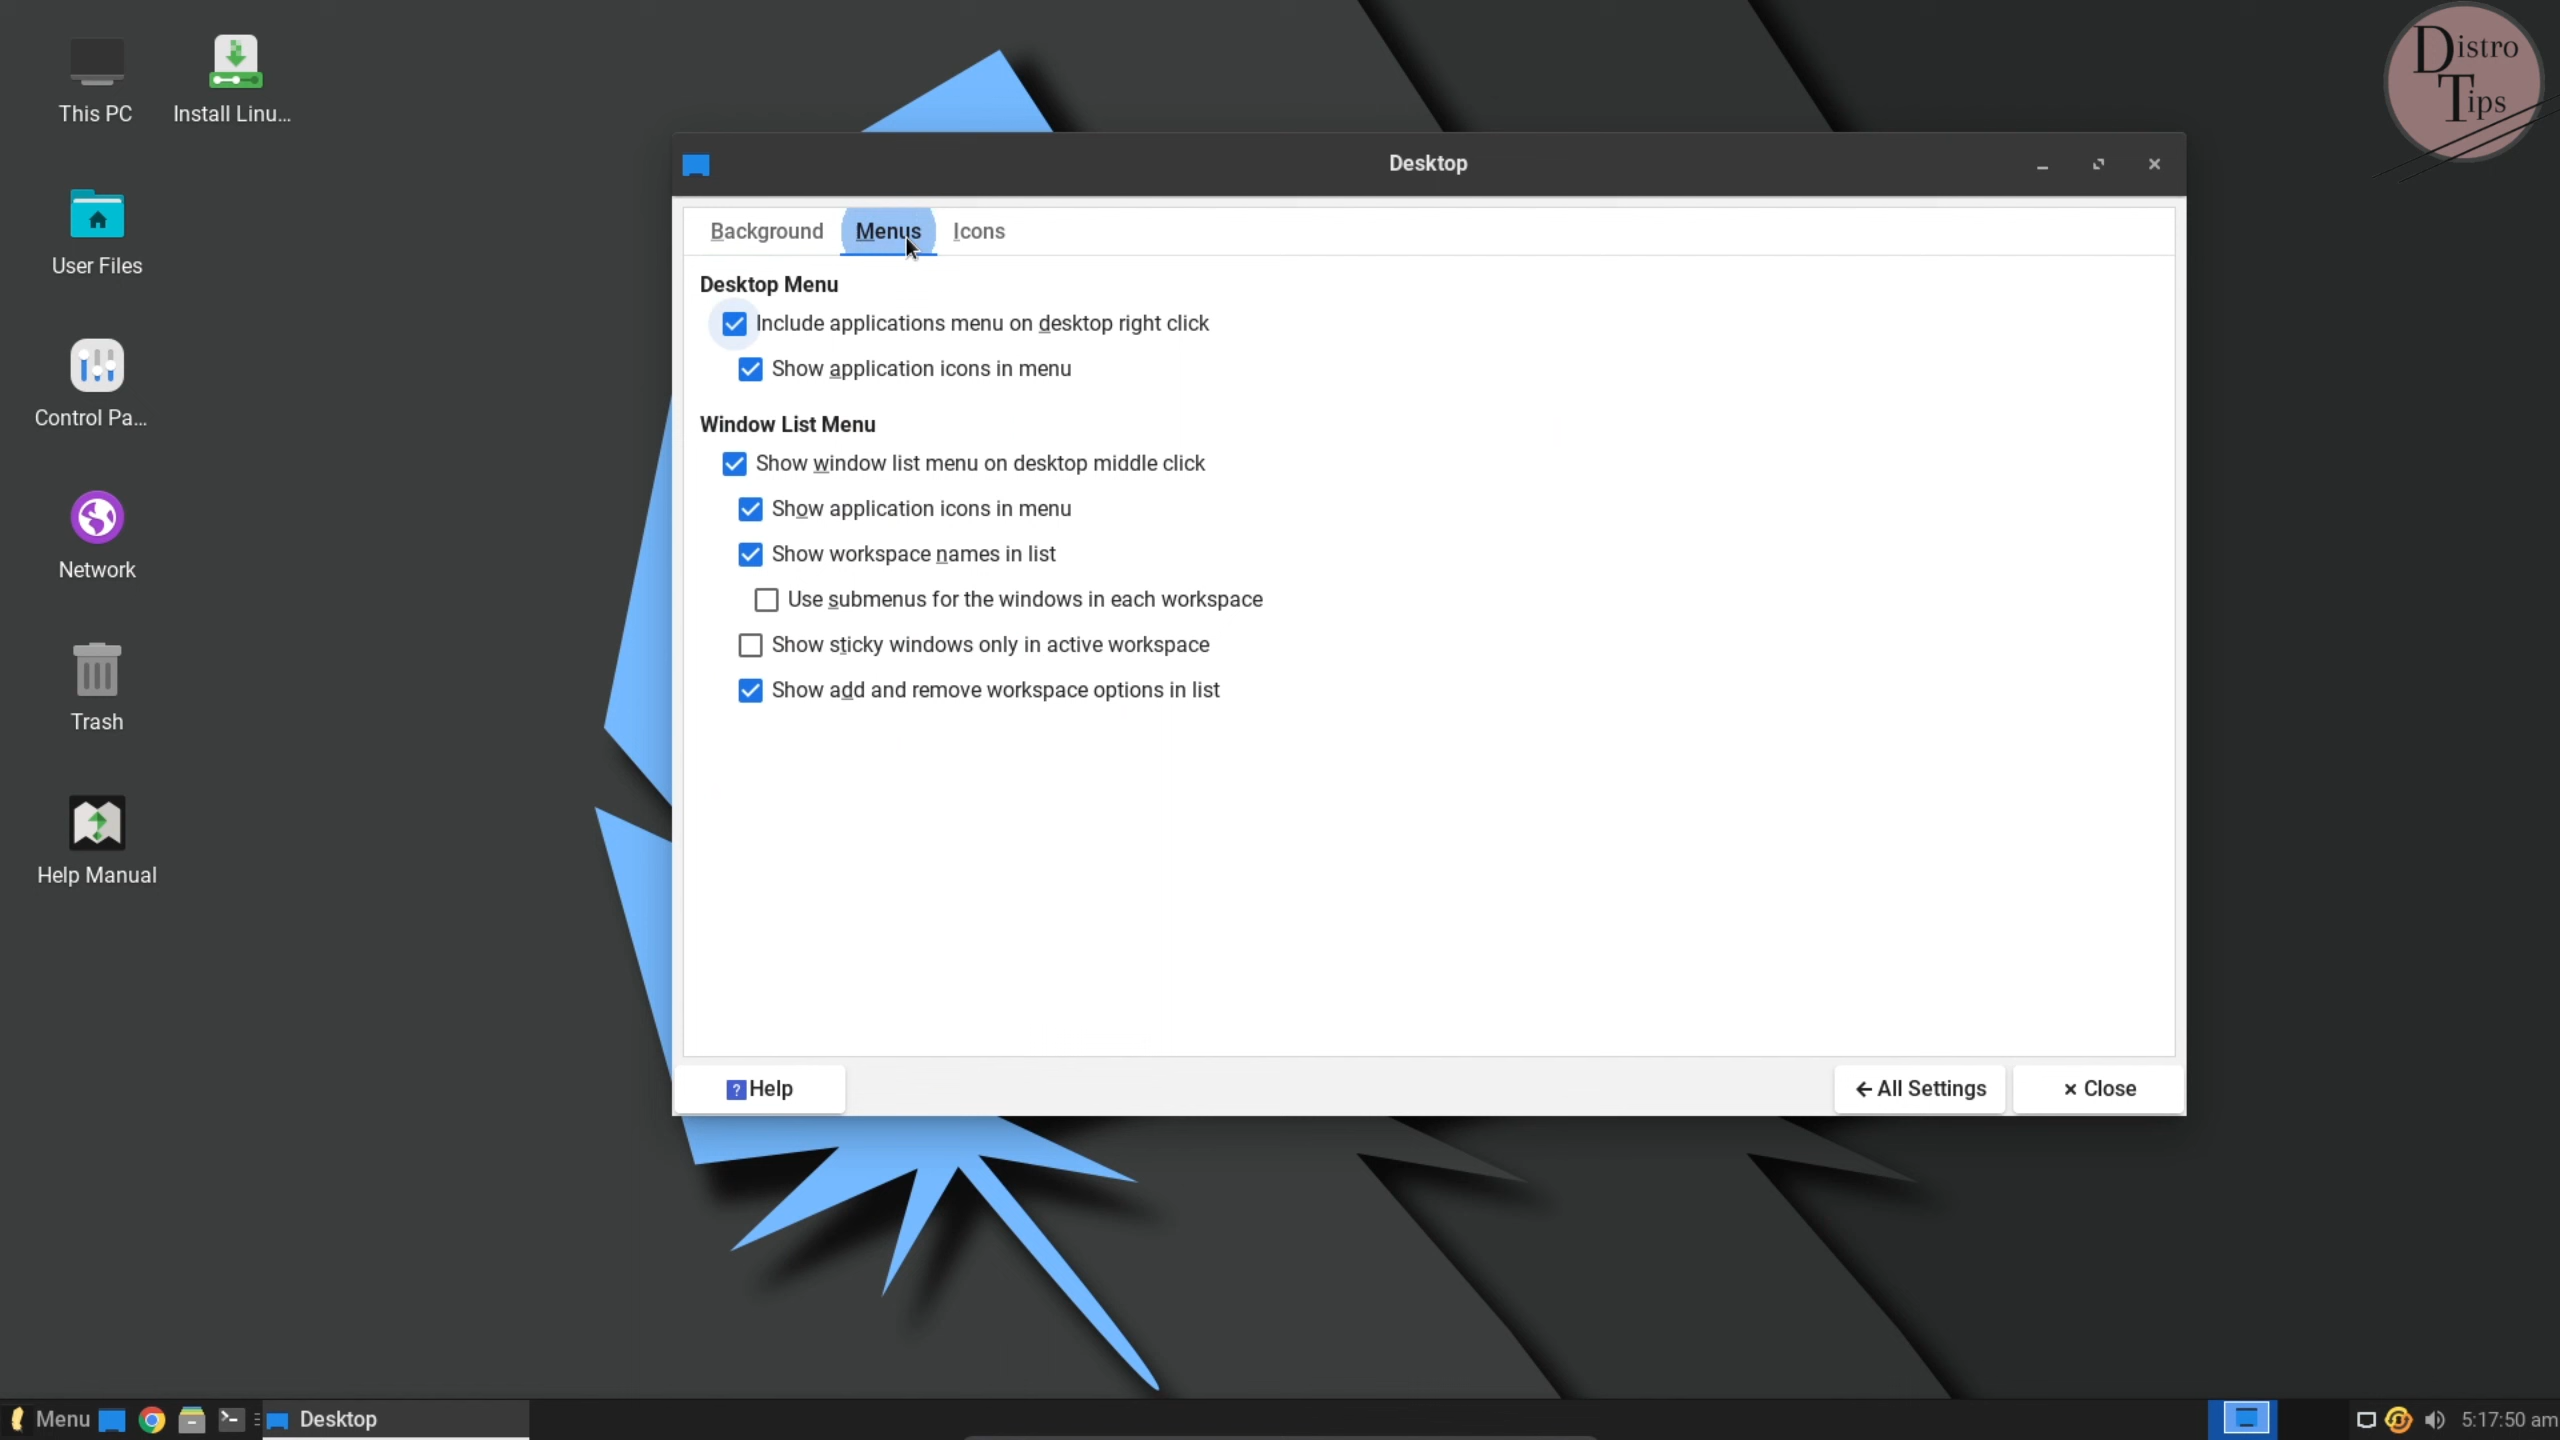 This PC
Install Linu...
User Files
Control Pa...
Network
Trash
Help Manual
Distro
Tips
Desktop
Background
Menus
Icons
Desktop Menu
Include applications menu on desktop right click
Show application icons in menu
Window List Menu
Show window list menu on desktop middle click
Show application icons in menu
Show workspace names in list
Use submenus for the windows in each workspace
Show sticky windows only in active workspace
Show add and remove workspace options in list
? Help
All Settings
Close
Menu
Desktop
5:17:50 am